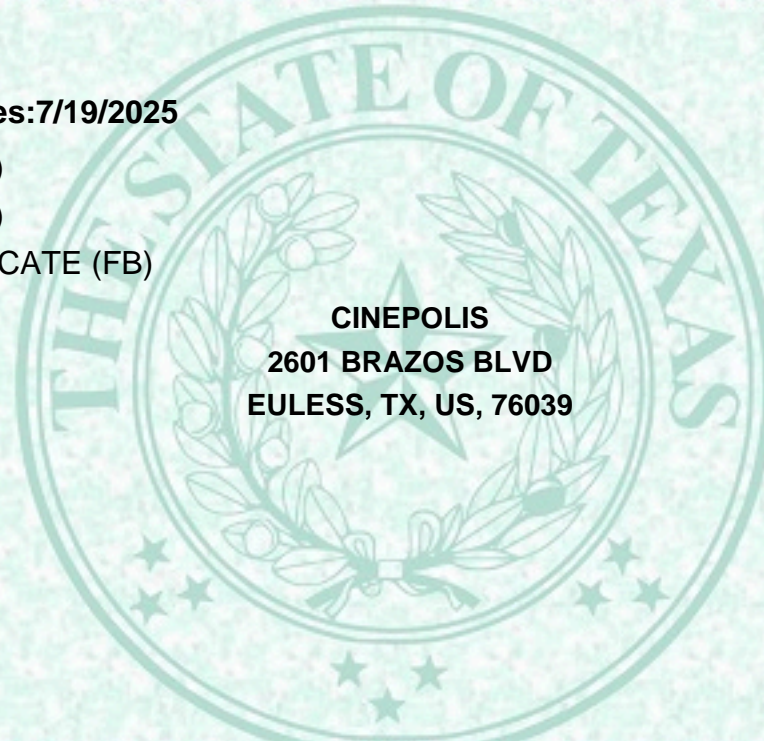 es:7/19/2025
)
)
CATE (FB)
THE STATE OF TEXAS
CINEPOLIS
2601 BRAZOS BLVD
EULESS, TX, US, 76039